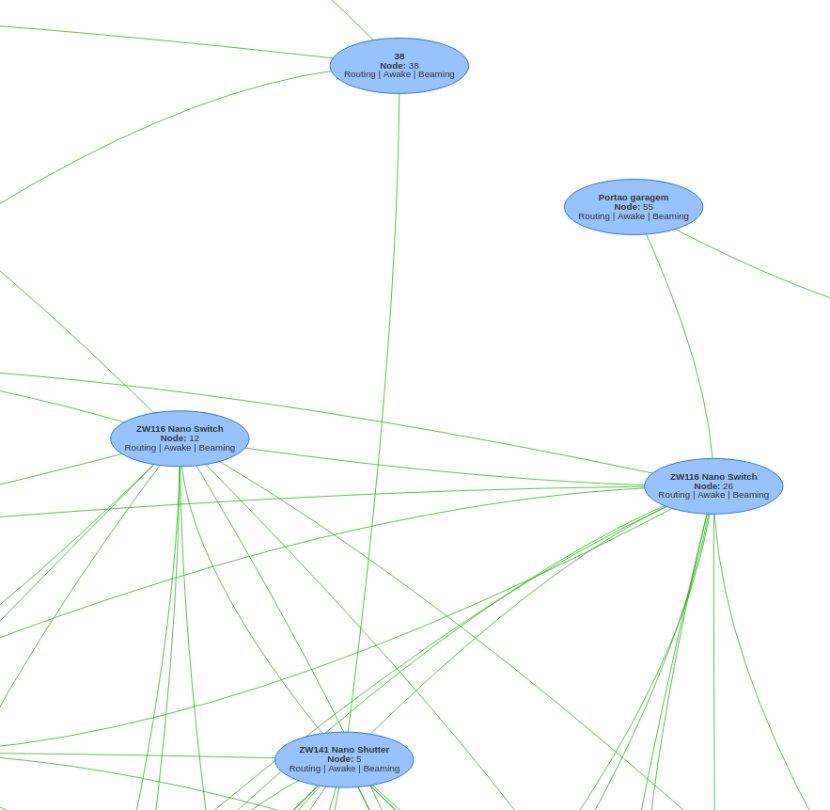 38
Node: 38
Routing | Awake | Beaming
Portao garagem
Node: 55
Routing | Awake | Beaming
ZW116 Nano Switch
Node: 12
Routing | Awake | Beaming
ZW116 Nano Switch
Node: 26
Routing | Awake | Beaming
ZW141 Nano Shutter
Node: 5
Routing | Awake | Beaming